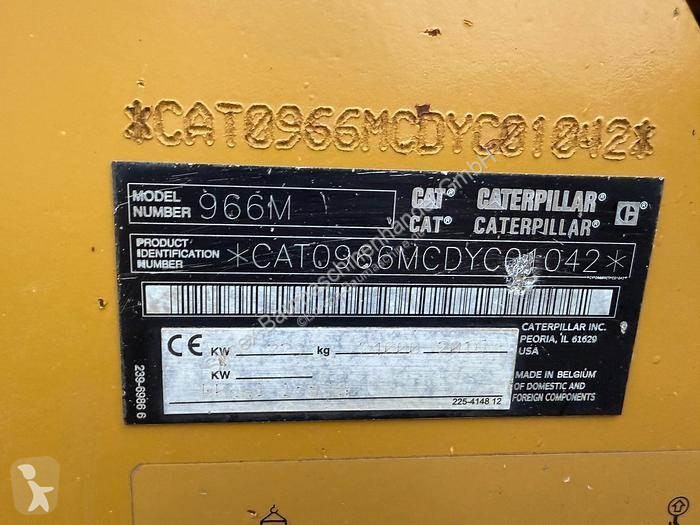 *CAT0966MCDYC01042*
MODEL NUMBER 966M
CAT® CATERPILLAR®
CAT® CATERPILLAR®
PRODUCT IDENTIFICATION NUMBER *CAT0966MCDYC01042*
CATERPILLAR INC.
PEORIA, IL 61629
USA
CE KW kg
KW
MADE IN BELGIUM
OF DOMESTIC AND
FOREIGN COMPONENTS
225-4148 12
239-6986 6